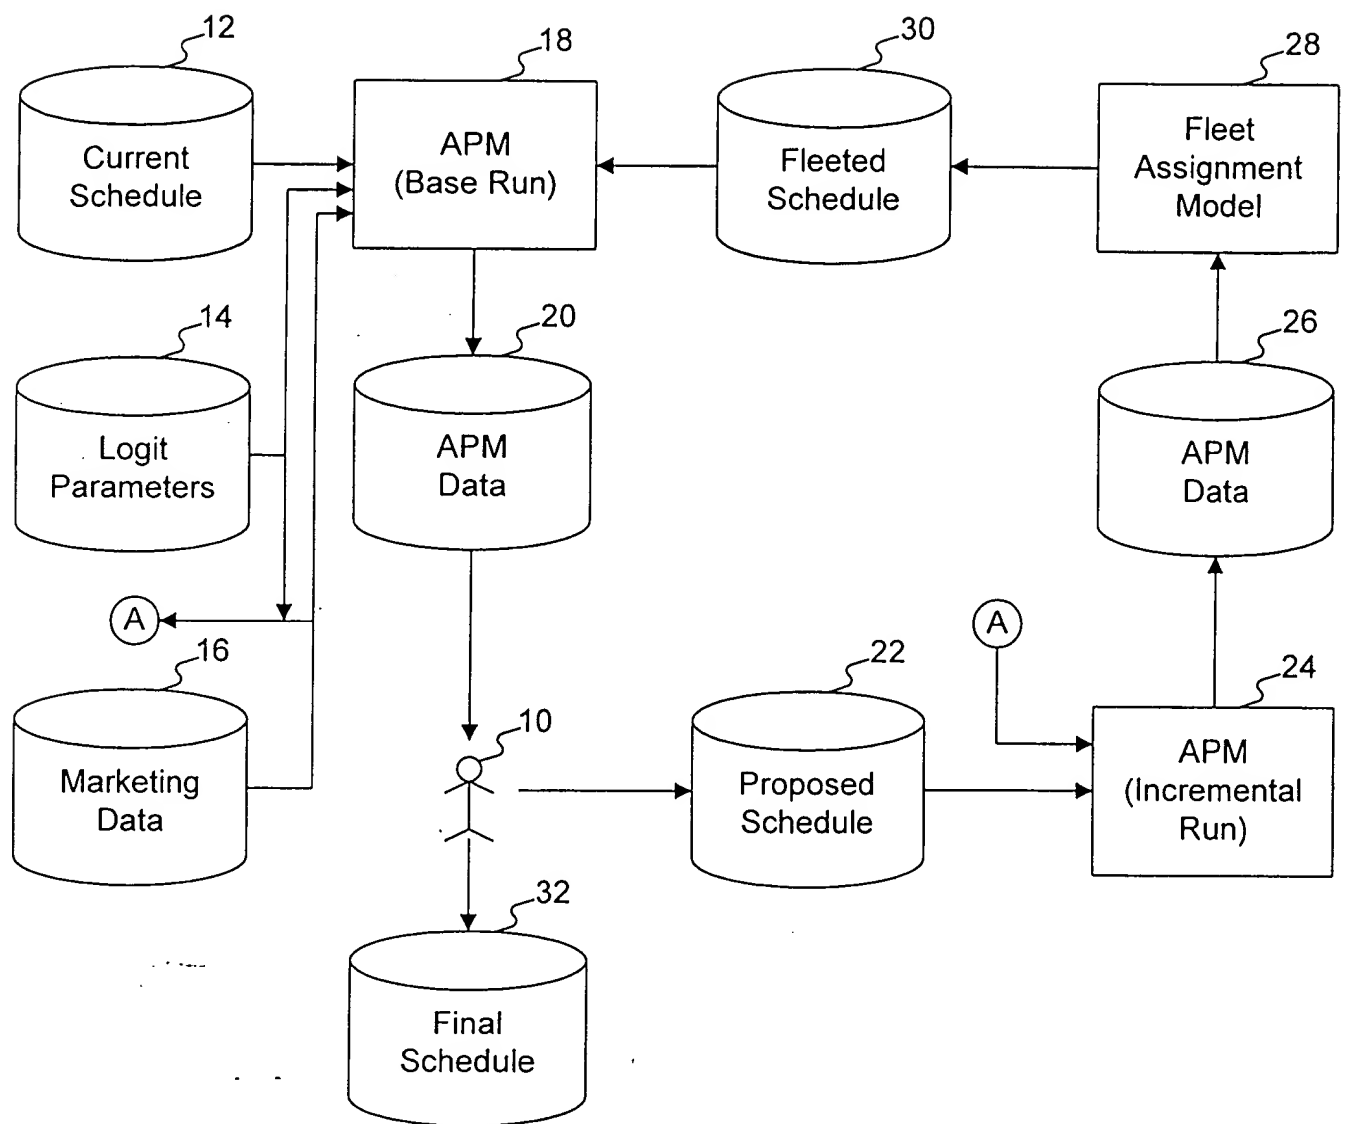 12
18
30
28
Current
Schedule
APM
(Base Run)
Fleeted
Schedule
Fleet
Assignment
Model
14
20
26
Logit
Parameters
APM
Data
APM
Data
A
A
16
10
22
24
Marketing
Data
Proposed
Schedule
APM
(Incremental
Run)
32
Final
Schedule